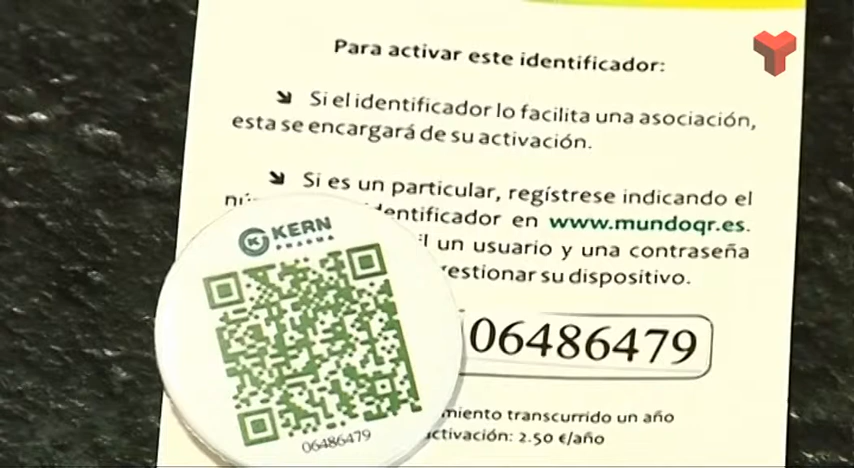 Para activar este identificador:
Si el identificador lo facilita una asociación,
esta se encargará de su activación.
Si es un particular, regístrese indicando el
identificador en www.mundoqr.es.
un usuario y una contraseña
gestionar su dispositivo.
06486479
transcurrido un año
activación: 2.50 €/año
KERN
PHARMA
06486479